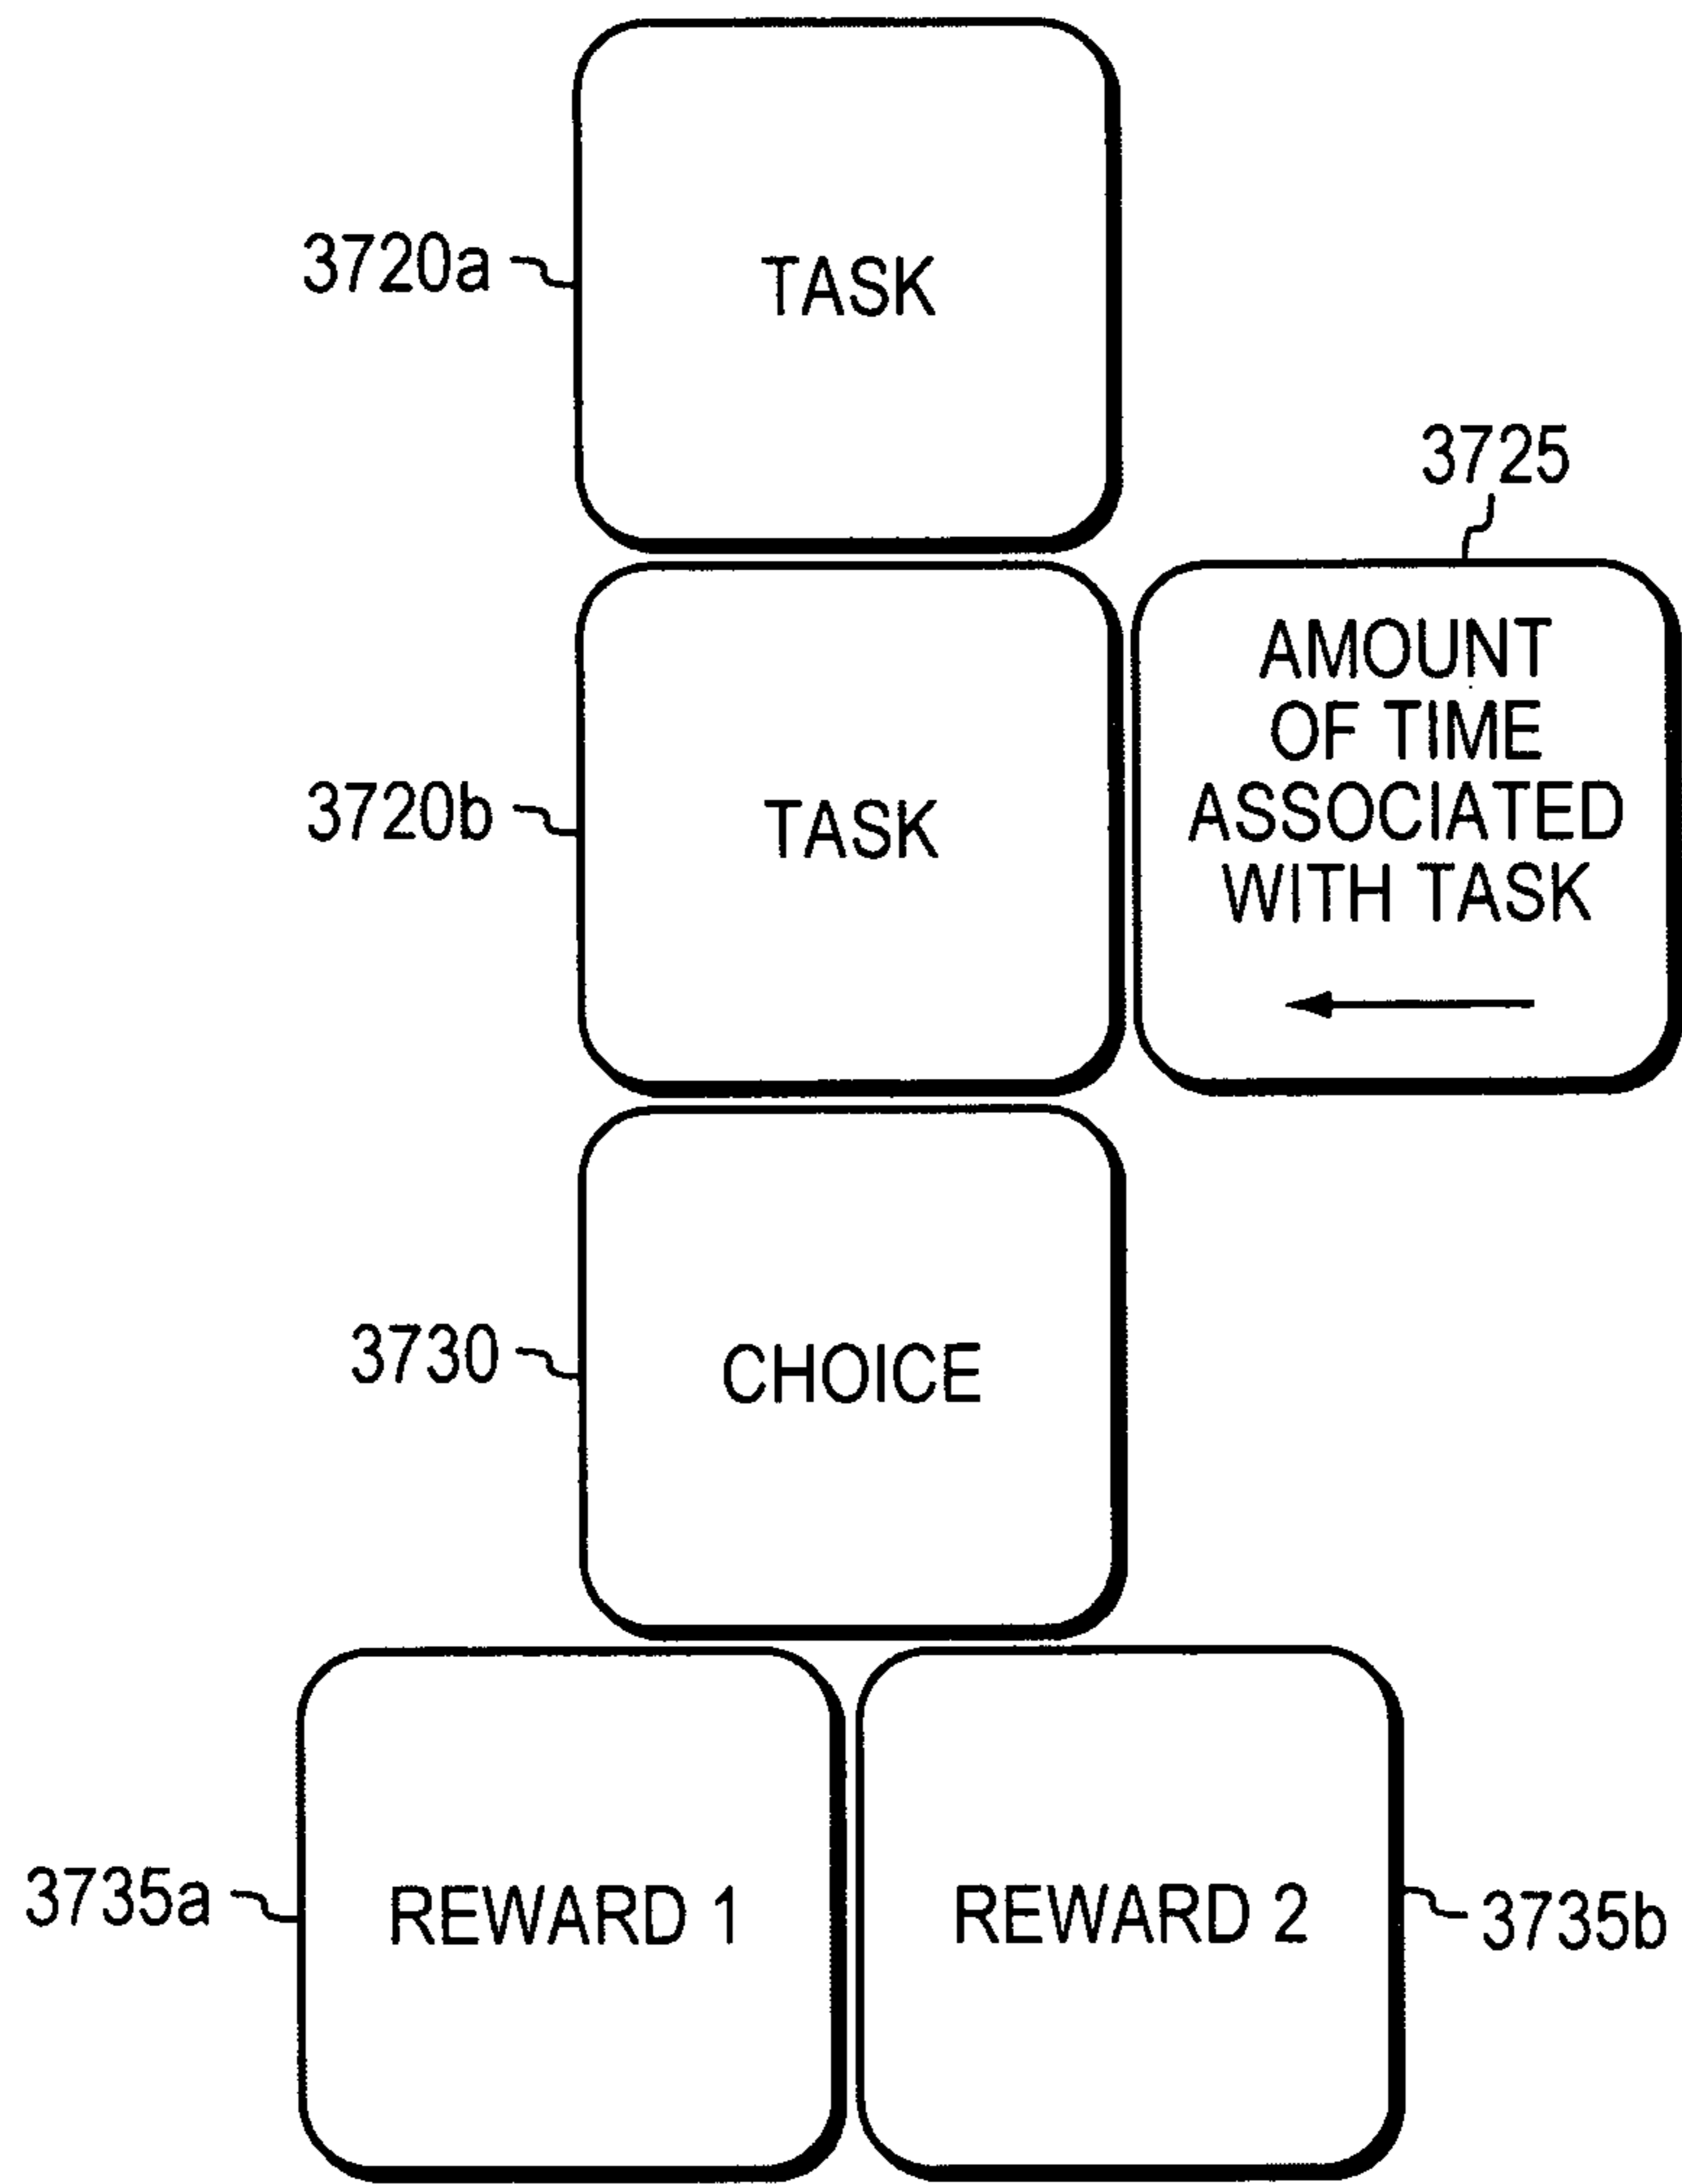 3720a
TASK
3725
AMOUNT
OF TIME
ASSOCIATED
WITH TASK
3720b
TASK
3730
CHOICE
3735a
REWARD 1
REWARD 2
3735b